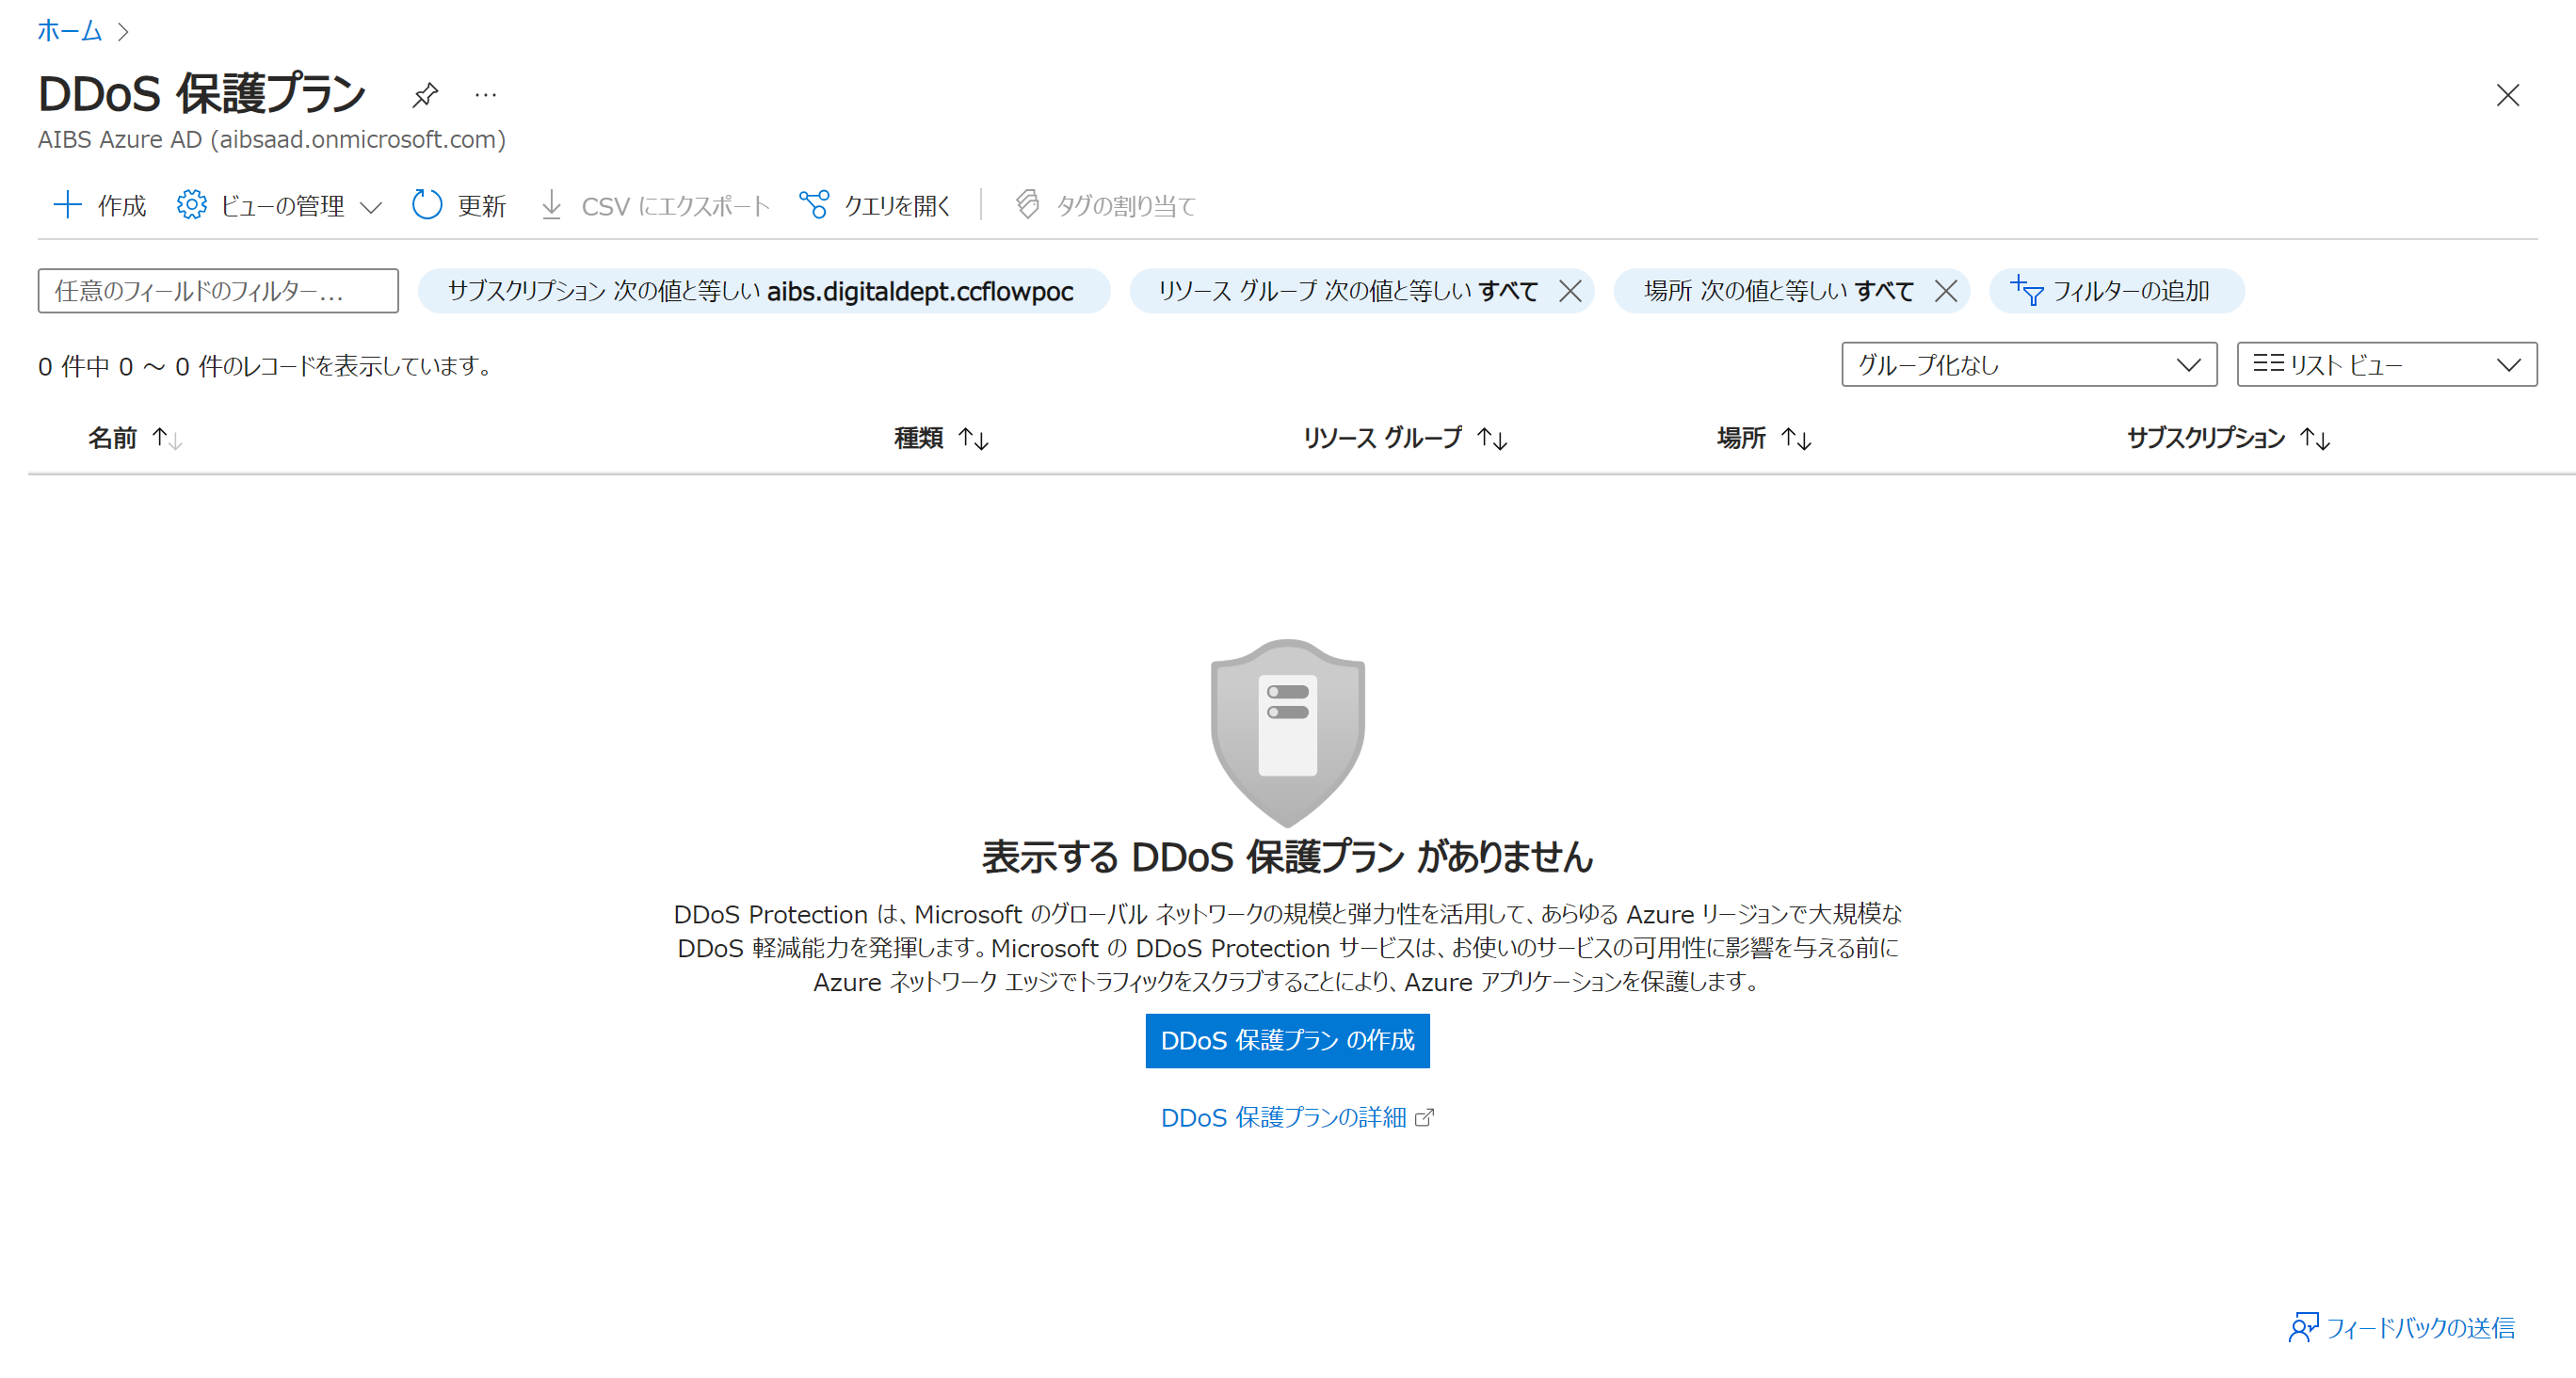 ホーム
DDoS 保護プラン
AIBS Azure AD (aibsaad.onmicrosoft.com)
作成 ビューの管理 更新 CSV にエクスポート クエリを開く タグの割り当て
任意のフィールドのフィルター... サブスクリプション 次の値と等しい aibs.digitaldept.ccflowpoc リソース グループ 次の値と等しい すべて 場所 次の値と等しい すべて フィルターの追加
0 件中 0 ～ 0 件のレコードを表示しています。 グループ化なし リスト ビュー
名前 種類 リソース グループ 場所 サブスクリプション
表示する DDoS 保護プラン がありません
DDoS Protection は、Microsoft のグローバル ネットワークの規模と弾力性を活用して、あらゆる Azure リージョンで大規模な
DDoS 軽減能力を発揮します。Microsoft の DDoS Protection サービスは、お使いのサービスの可用性に影響を与える前に
Azure ネットワーク エッジでトラフィックをスクラブすることにより、Azure アプリケーションを保護します。
DDoS 保護プラン の作成
DDoS 保護プランの詳細
フィードバックの送信